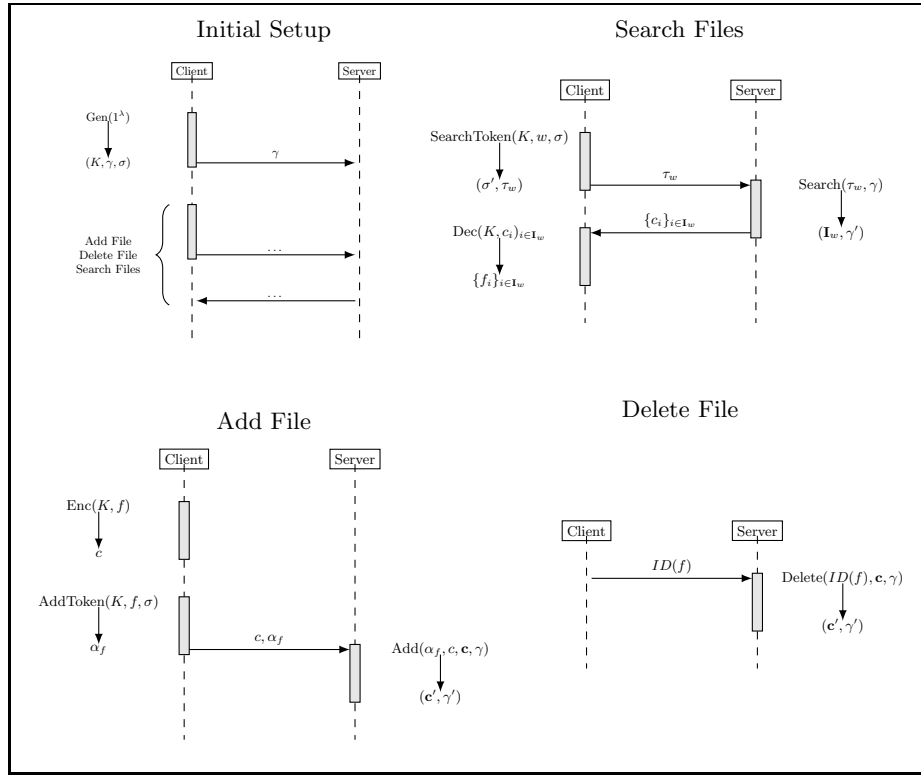 Initial Setup
Client
Server
Gen(1^λ)
(K, γ, σ)
γ
Add File
Delete File
Search Files
...
...
Search Files
Client
Server
SearchToken(K, w, σ)
(σ′, τ_w)
τ_w
Search(τ_w, γ)
(I_w, γ′)
{c_i}_{i∈I_w}
Dec(K, c_i)_{i∈I_w}
{f_i}_{i∈I_w}
Add File
Client
Server
Enc(K, f)
c
AddToken(K, f, σ)
α_f
c, α_f
Add(α_f, c, c, γ)
(c′, γ′)
Delete File
Client
Server
ID(f)
Delete(ID(f), c, γ)
(c′, γ′)